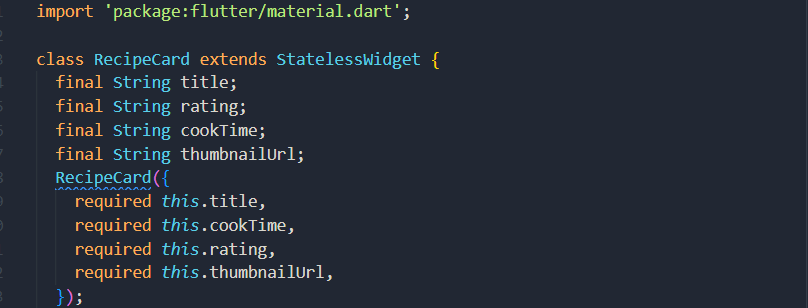 import 'package:flutter/material.dart';
class RecipeCard extends StatelessWidget {
final String title;
final String rating;
final String cookTime;
final String thumbnailUrl;
RecipeCard({
required this.title,
required this.cookTime,
required this.rating,
required this.thumbnailUrl,
});